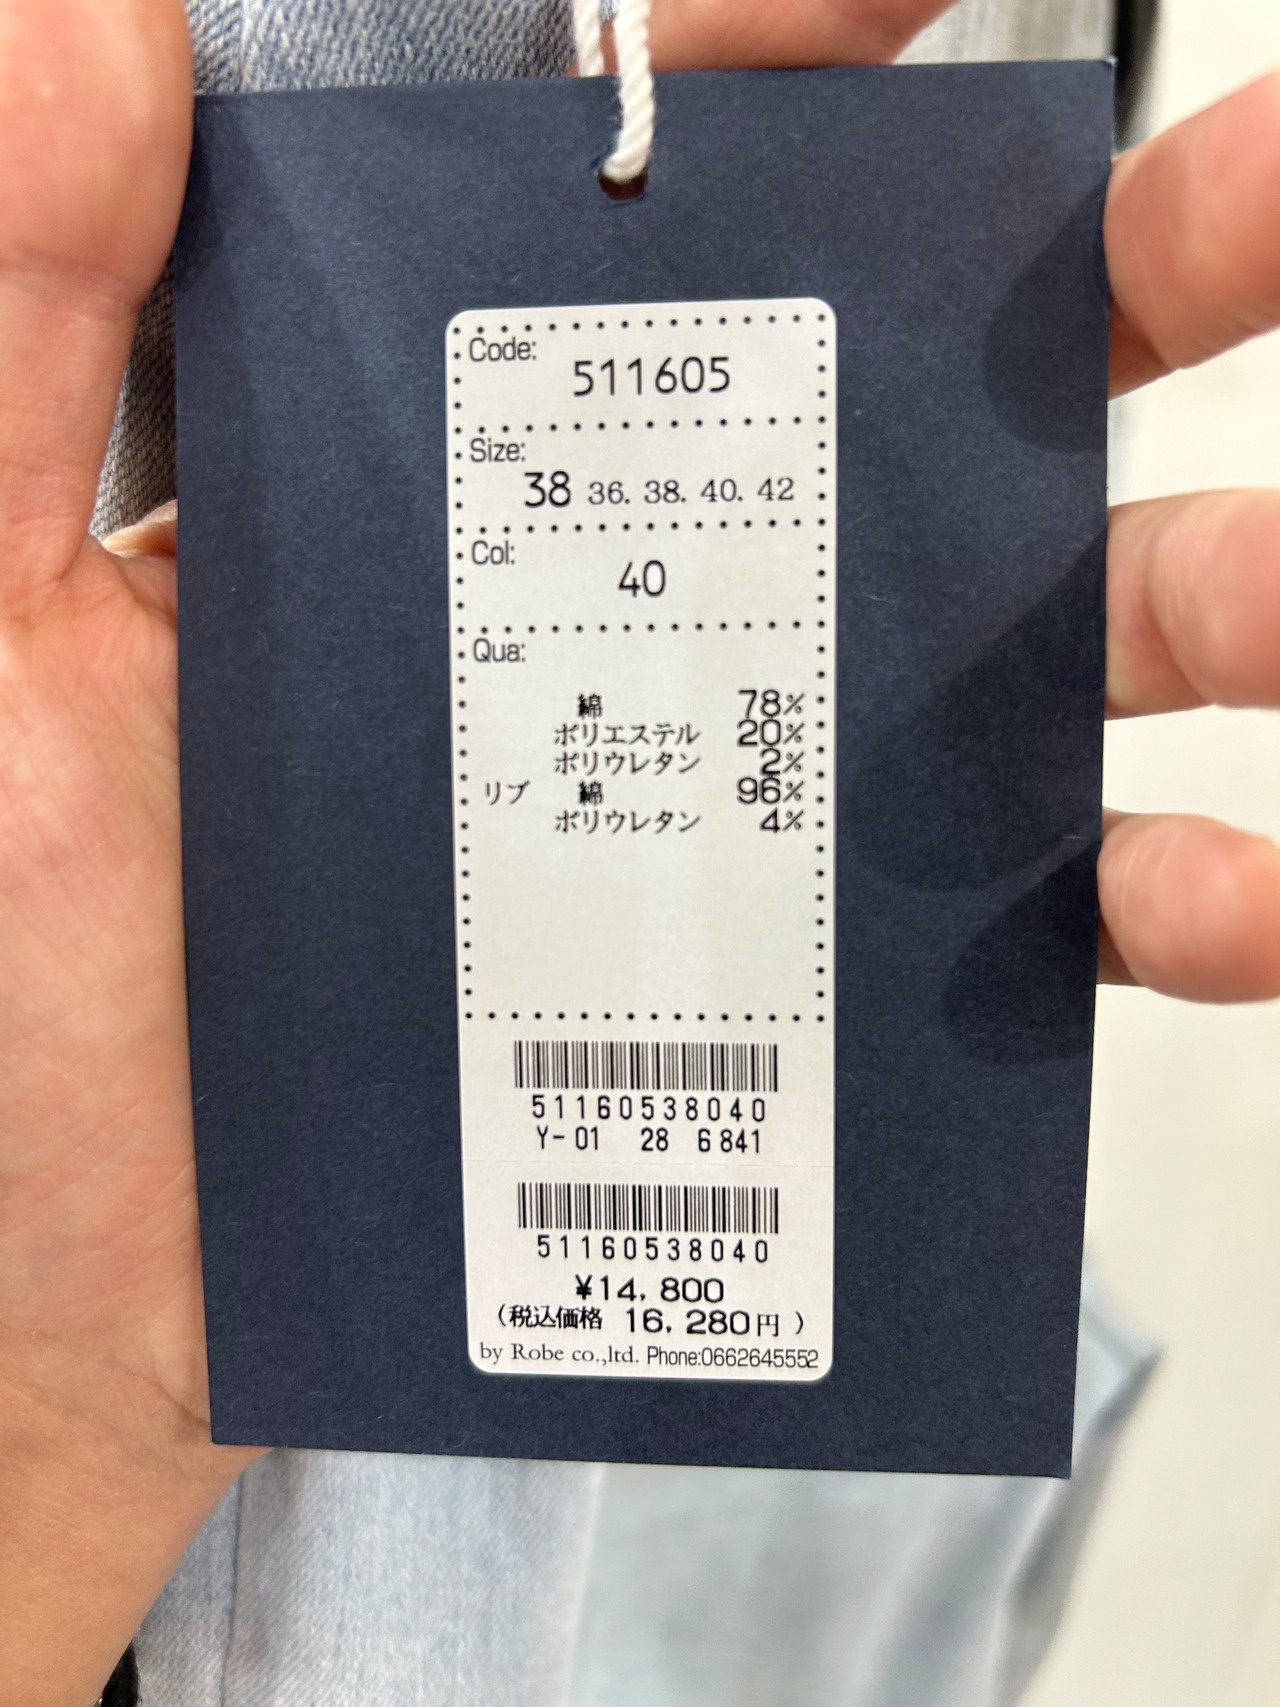 Code:
511605
Size:
38 36. 38. 40. 42
Col:
40
Qua:
綿 78%
ポリエステル 20%
ポリウレタン 2%
リブ 綿 96%
ポリウレタン 4%
51160538040
Y-01 28 6841
51160538040
¥14,800
(税込価格 16,280円)
by Robe co.,ltd. Phone:0662645552